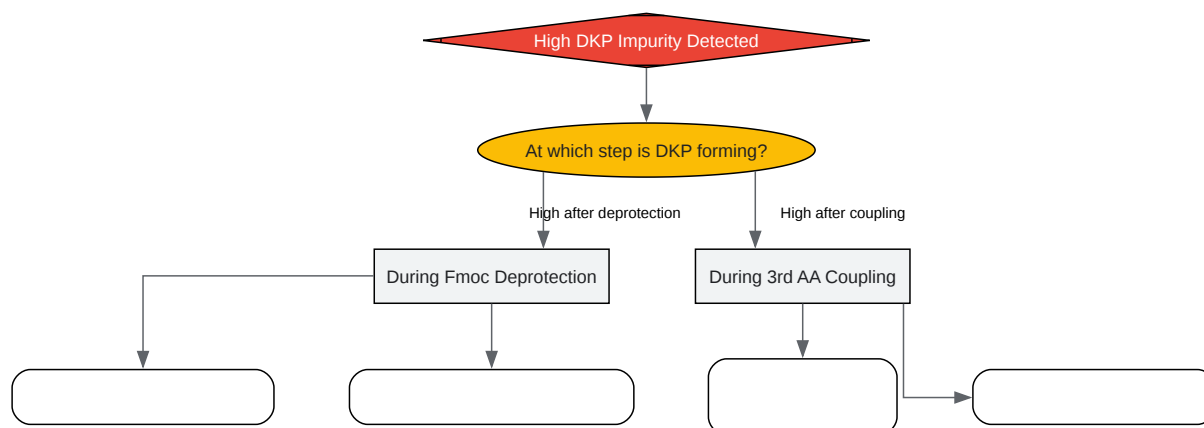 High DKP Impurity Detected
At which step is DKP forming?
High after deprotection
High after coupling
During Fmoc Deprotection
During 3rd AA Coupling